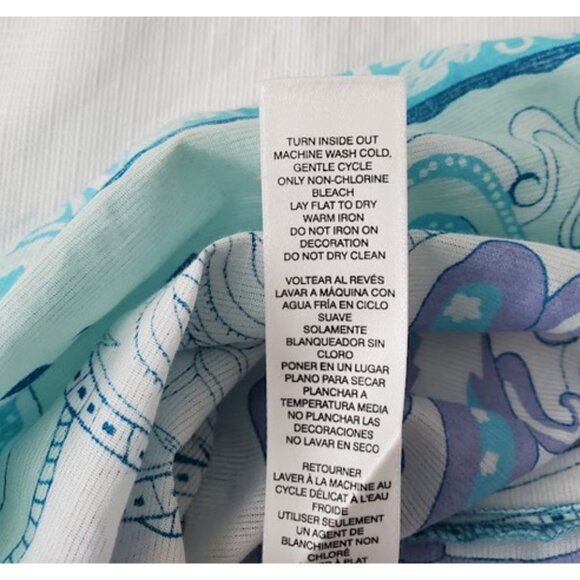 TURN INSIDE OUT
MACHINE WASH COLD,
GENTLE CYCLE
ONLY NON-CHLORINE
BLEACH
LAY FLAT TO DRY
WARM IRON
DO NOT IRON ON
DECORATION
DO NOT DRY CLEAN
VOLTEAR AL REVÉS
LAVAR A MÁQUINA CON
AGUA FRÍA EN CICLO
SUAVE
SOLAMENTE
BLANQUEADOR SIN
CLORO
PONER EN UN LUGAR
PLANO PARA SECAR
PLANCHAR A
TEMPERATURA MEDIA
NO PLANCHAR LAS
DECORACIONES
NO LAVAR EN SECO
RETOURNER
LAVER À LA MACHINE AU
CYCLE DÉLICAT À L'EAU
FROIDE
UTILISER SEULEMENT
UN AGENT DE
BLANCHIMENT NON
CHLORÉ
À PLAT